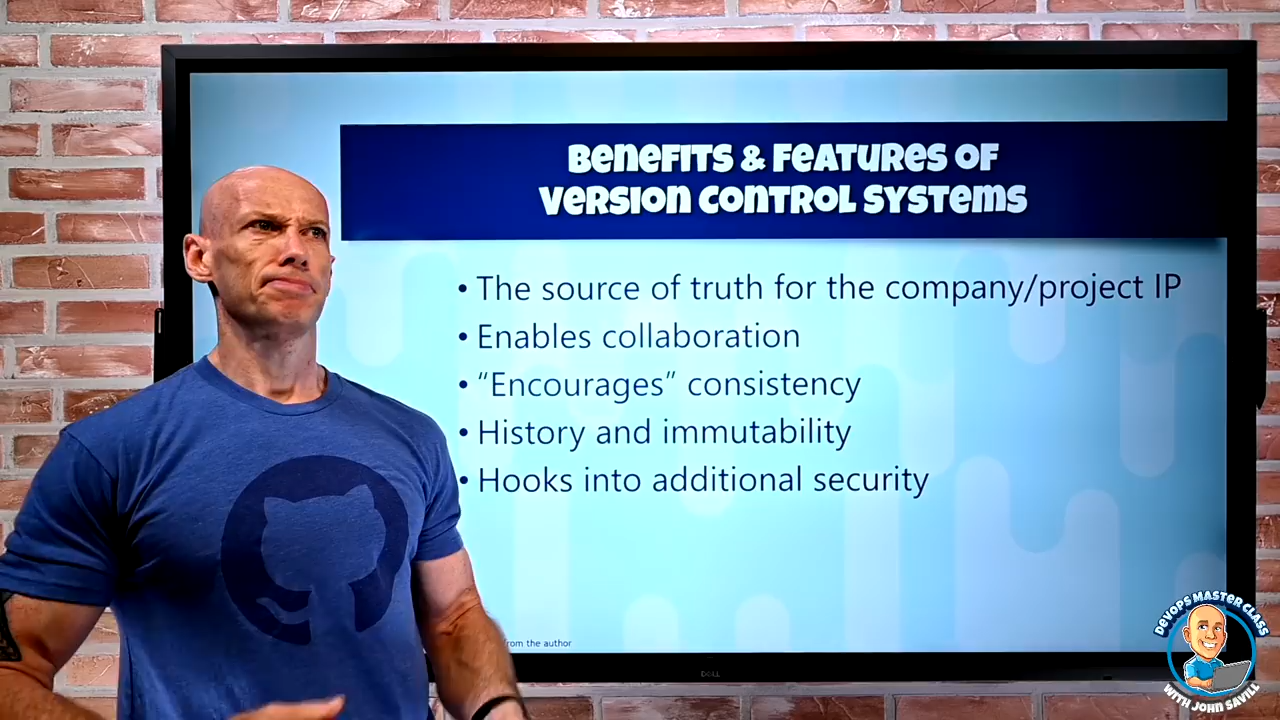 Benefits & Features of
Version Control Systems
• The source of truth for the company/project IP
• Enables collaboration
• “Encourages” consistency
• History and immutability
• Hooks into additional security
from the author
DELL
DEVOPS MASTER CLASS
WITH JOHN SAVILL